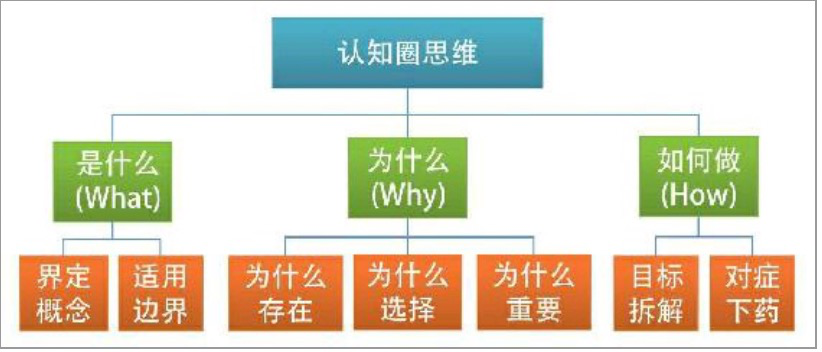 认知圈思维
是什么
(What)
为什么
(Why)
如何做
(How)
界定
概念
适用
边界
为什么
存在
为什么
选择
为什么
重要
目标
拆解
对症
下药